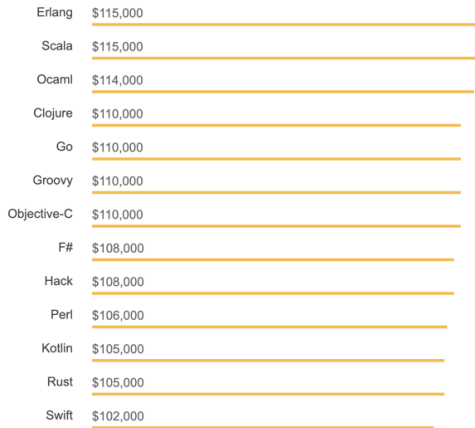 Erlang $115,000
Scala $115,000
Ocaml $114,000
Clojure $110,000
Go $110,000
Groovy $110,000
Objective-C $110,000
F# $108,000
Hack $108,000
Perl $106,000
Kotlin $105,000
Rust $105,000
Swift $102,000